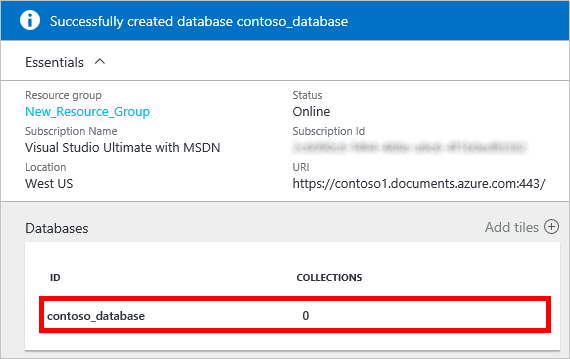 Successfully created database contoso_database
Essentials
Resource group
Status
New_Resource_Group
Online
Subscription Name
Subscription Id
Visual Studio Ultimate with MSDN
Location
URI
West US
https://contoso1.documents.azure.com:443/
Databases
Add tiles
ID
COLLECTIONS
contoso_database
0